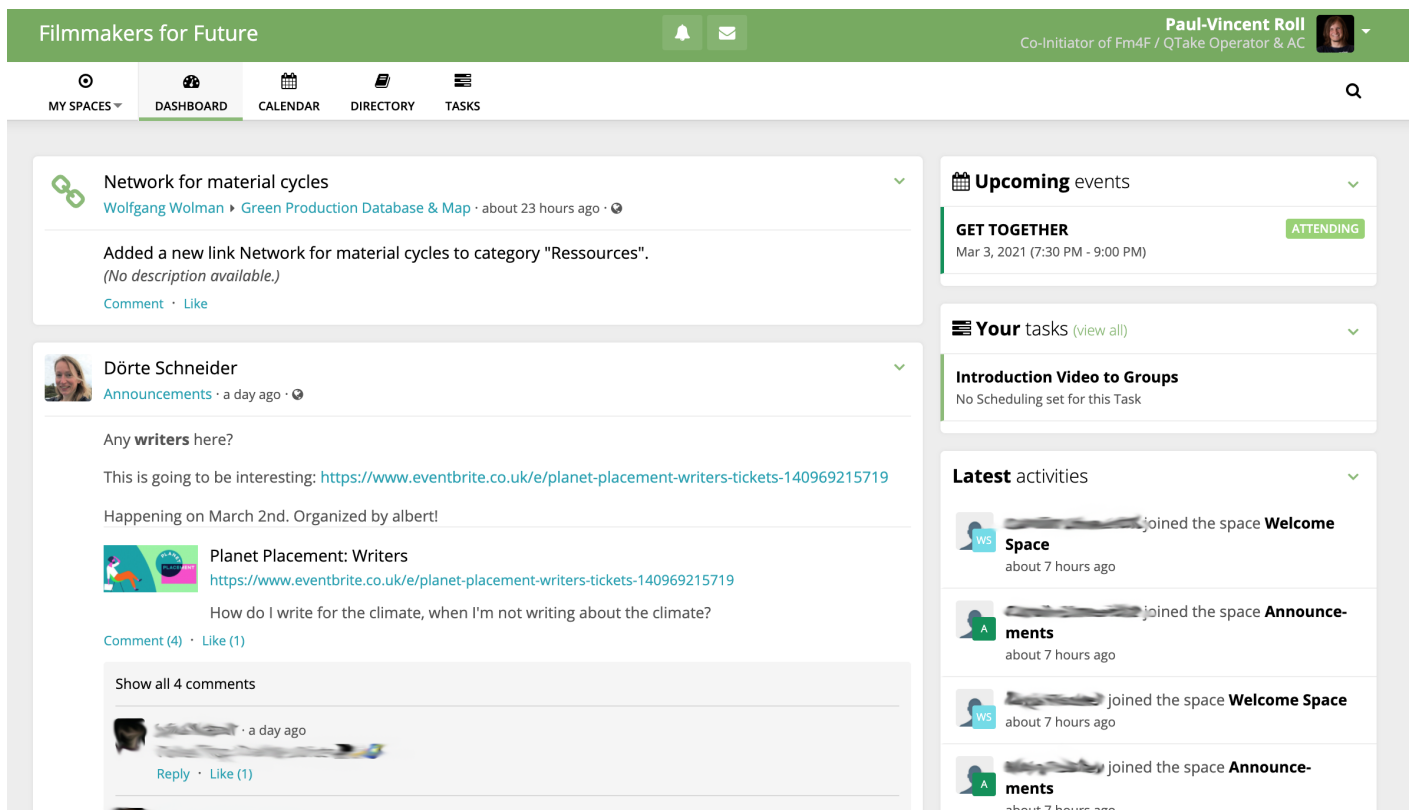 Filmmakers for Future
Paul-Vincent Roll
Co-Initiator of Fm4F / QTake Operator & AC
MY SPACES
DASHBOARD
CALENDAR
DIRECTORY
TASKS
Network for material cycles
Wolfgang Wolman Green Production Database & Map · about 23 hours ago ·
Added a new link Network for material cycles to category "Ressources".
(No description available.)
Comment · Like
Dörte Schneider
Announcements · a day ago ·
Any writers here?
This is going to be interesting: https://www.eventbrite.co.uk/e/planet-placement-writers-tickets-140969215719
Happening on March 2nd. Organized by albert!
PLANET
PLACEMENT
Planet Placement: Writers
https://www.eventbrite.co.uk/e/planet-placement-writers-tickets-140969215719
How do I write for the climate, when I'm not writing about the climate?
Comment (4) · Like (1)
Show all 4 comments
· a day ago
Reply · Like (1)
Upcoming events
GET TOGETHER
ATTENDING
Mar 3, 2021 (7:30 PM - 9:00 PM)
Your tasks (view all)
Introduction Video to Groups
No Scheduling set for this Task
Latest activities
WS
joined the space Welcome
Space
about 7 hours ago
A
joined the space Announce-
ments
about 7 hours ago
WS
joined the space Welcome Space
about 7 hours ago
A
joined the space Announce-
ments
about 7 hours ago